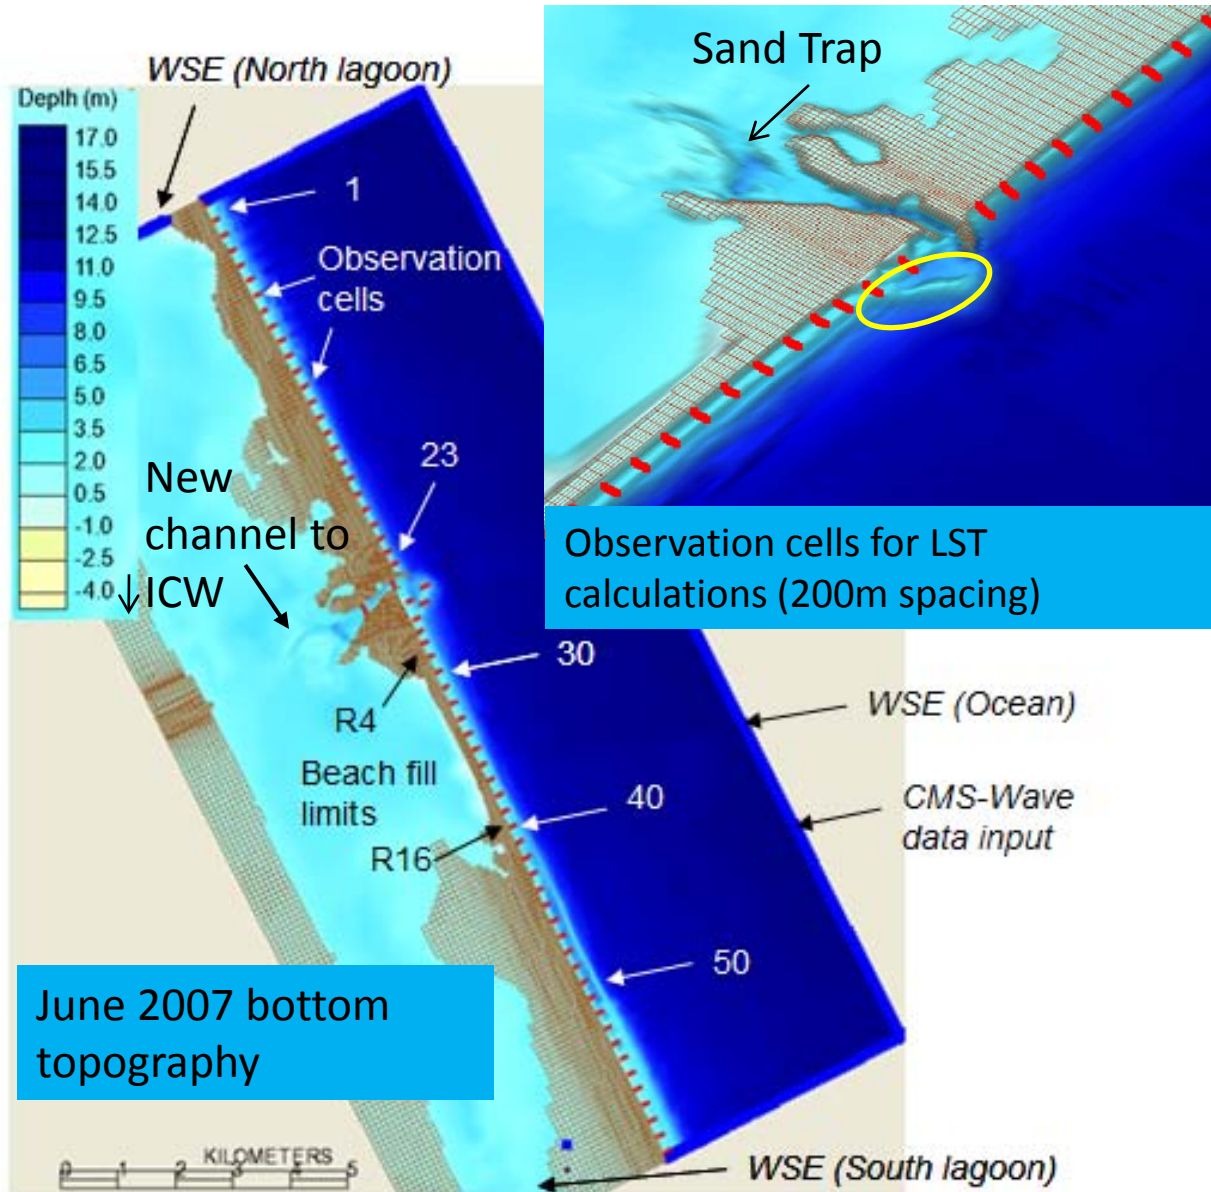 WSE (North lagoon)
Depth (m)
17.0
15.5
14.0
12.5
11.0
9.5
8.0
6.5
5.0
3.5
2.0
0.5
-1.0
-2.5
-4.0
1
Observation
cells
23
New
channel to
ICW
30
R4
Beach fill
limits
40
R16
50
WSE (Ocean)
CMS-Wave
data input
Sand Trap
Observation cells for LST
calculations (200m spacing)
June 2007 bottom
topography
KILOMETERS
0 1 2 3 4 5
WSE (South lagoon)